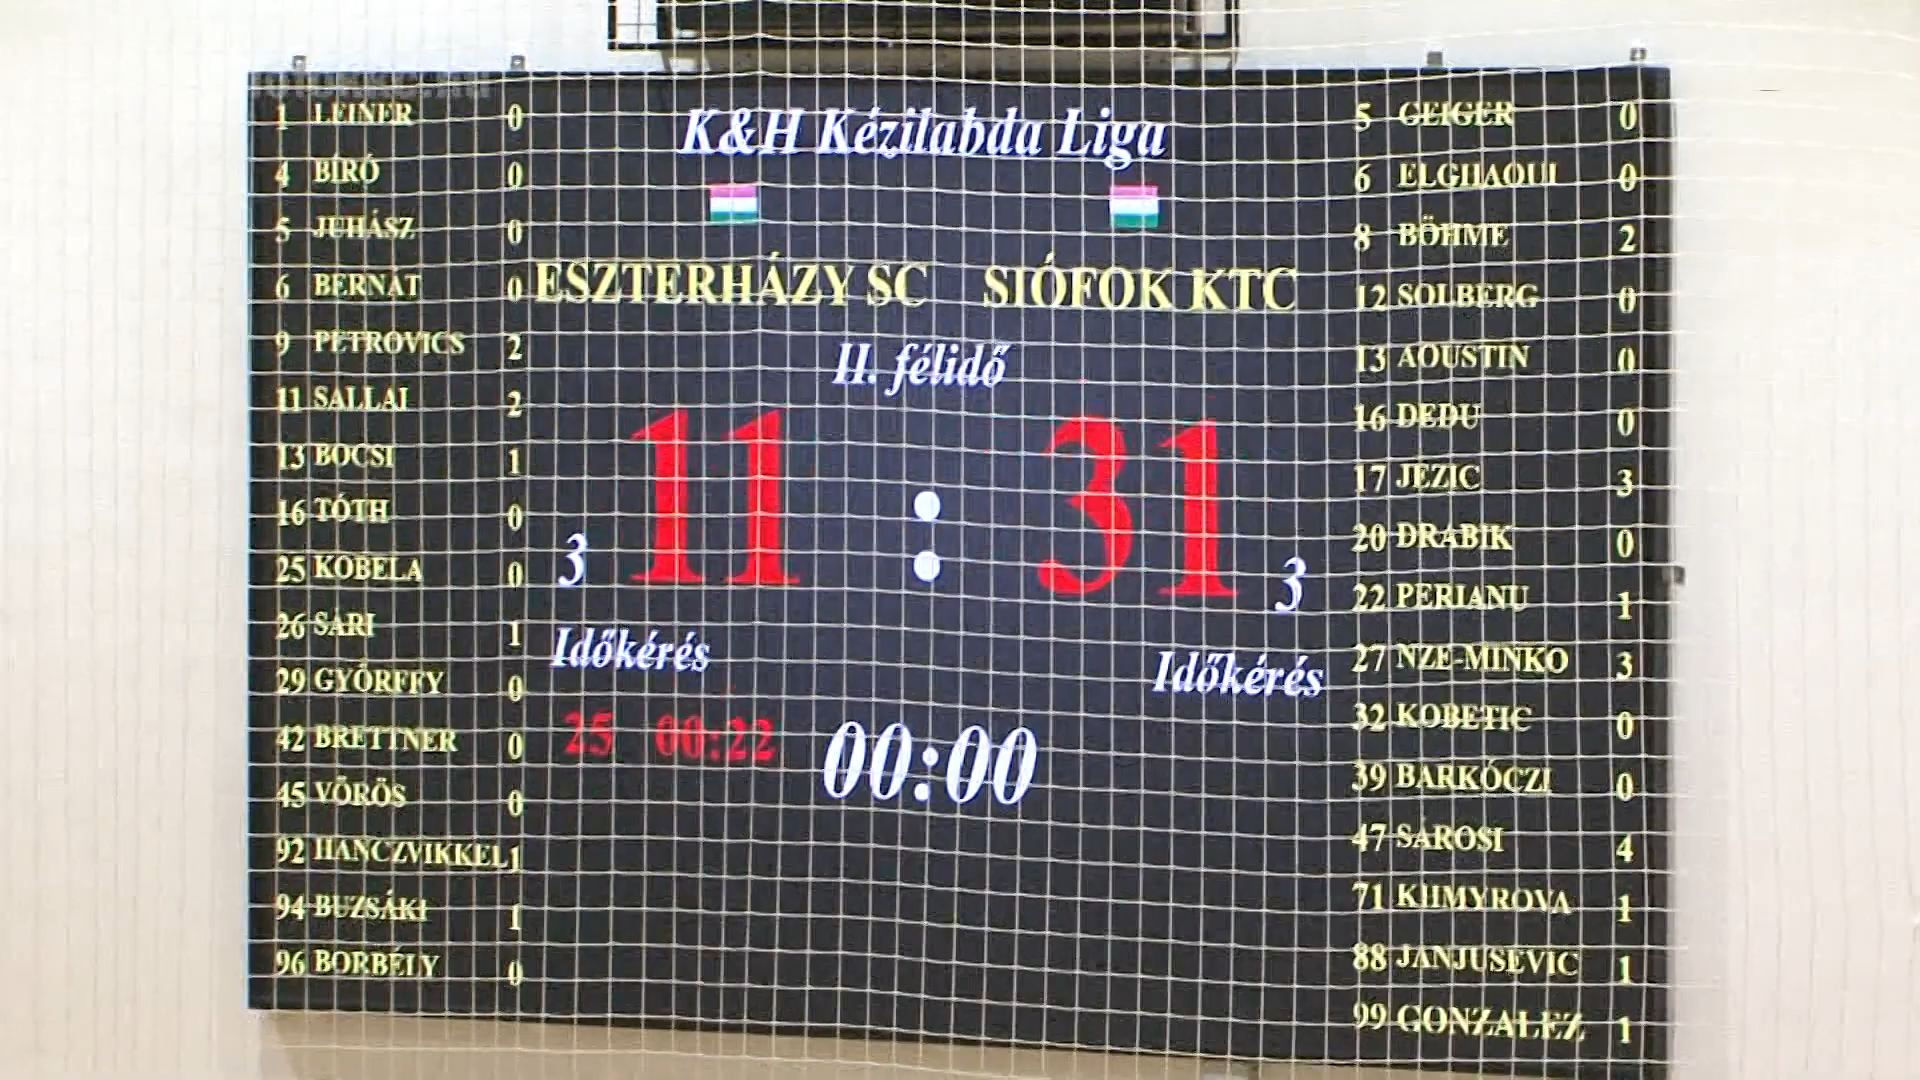 K&H Kézilabda Liga
ESZTERHÁZY SC SIÓFOK KTC
II. félidő
11 : 31
3 3
Időkérés Időkérés
25 00:22 00:00
1 LEINER 0
4 BÍRÓ 0
5 JUHÁSZ 0
6 BERNÁT 0
9 PETROVICS 2
11 SALLAI 2
13 BOCSI 1
16 TÓTH 0
25 KOBELA 0
26 SÁRI 1
29 GYŐRFFY 0
42 BRETTNER 0
45 VÖRÖS 0
92 HANCZVIKKEL 1
94 BUZSÁKI 1
96 BORBÉLY 0
5 GEIGER 0
6 ELGHAOUI 0
8 BÖHME 2
12 SOLBERG 0
13 AOUSTIN 0
16 DEDU 0
17 JEZIC 3
20 DRABIK 0
22 PERIANU 1
27 NZE-MINKO 3
32 KOBETIC 0
39 BARKÓCZI 0
47 SÁROSI 4
71 KHMYROVA 1
88 JANJUSEVIC 1
99 GONZALEZ 1